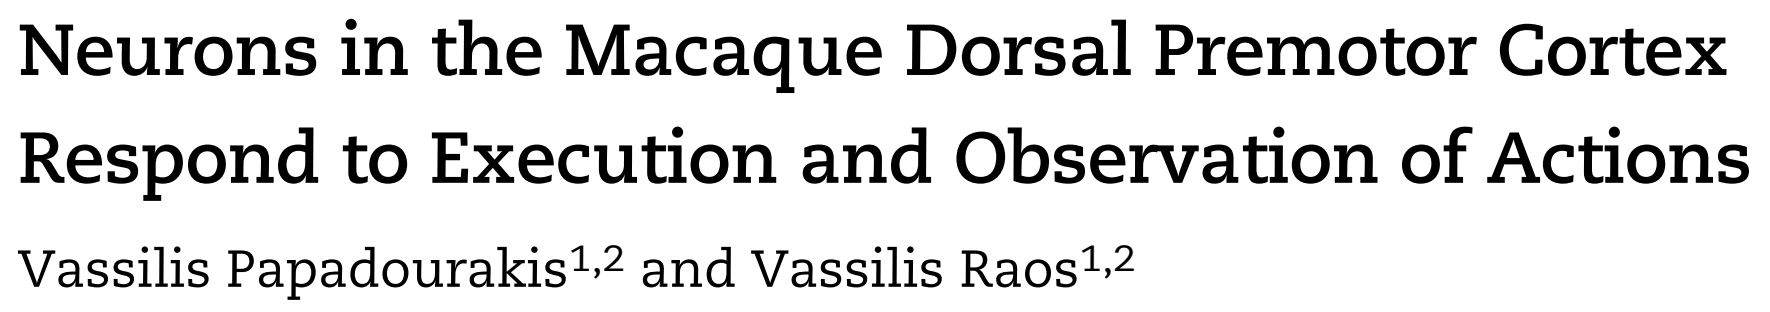 Neurons in the Macaque Dorsal Premotor Cortex
Respond to Execution and Observation of Actions
Vassilis Papadourakis1,2 and Vassilis Raos1,2